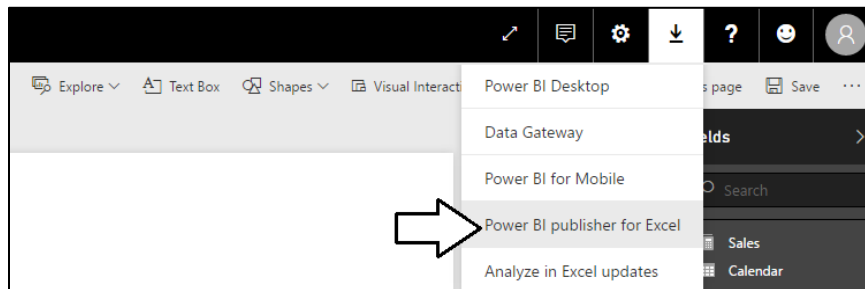 ?
Explore
Text Box
Shapes
Visual Interacti
s page
Save
...
Power BI Desktop
Data Gateway
Power BI for Mobile
Power BI publisher for Excel
Analyze in Excel updates
elds
Search
Sales
Calendar